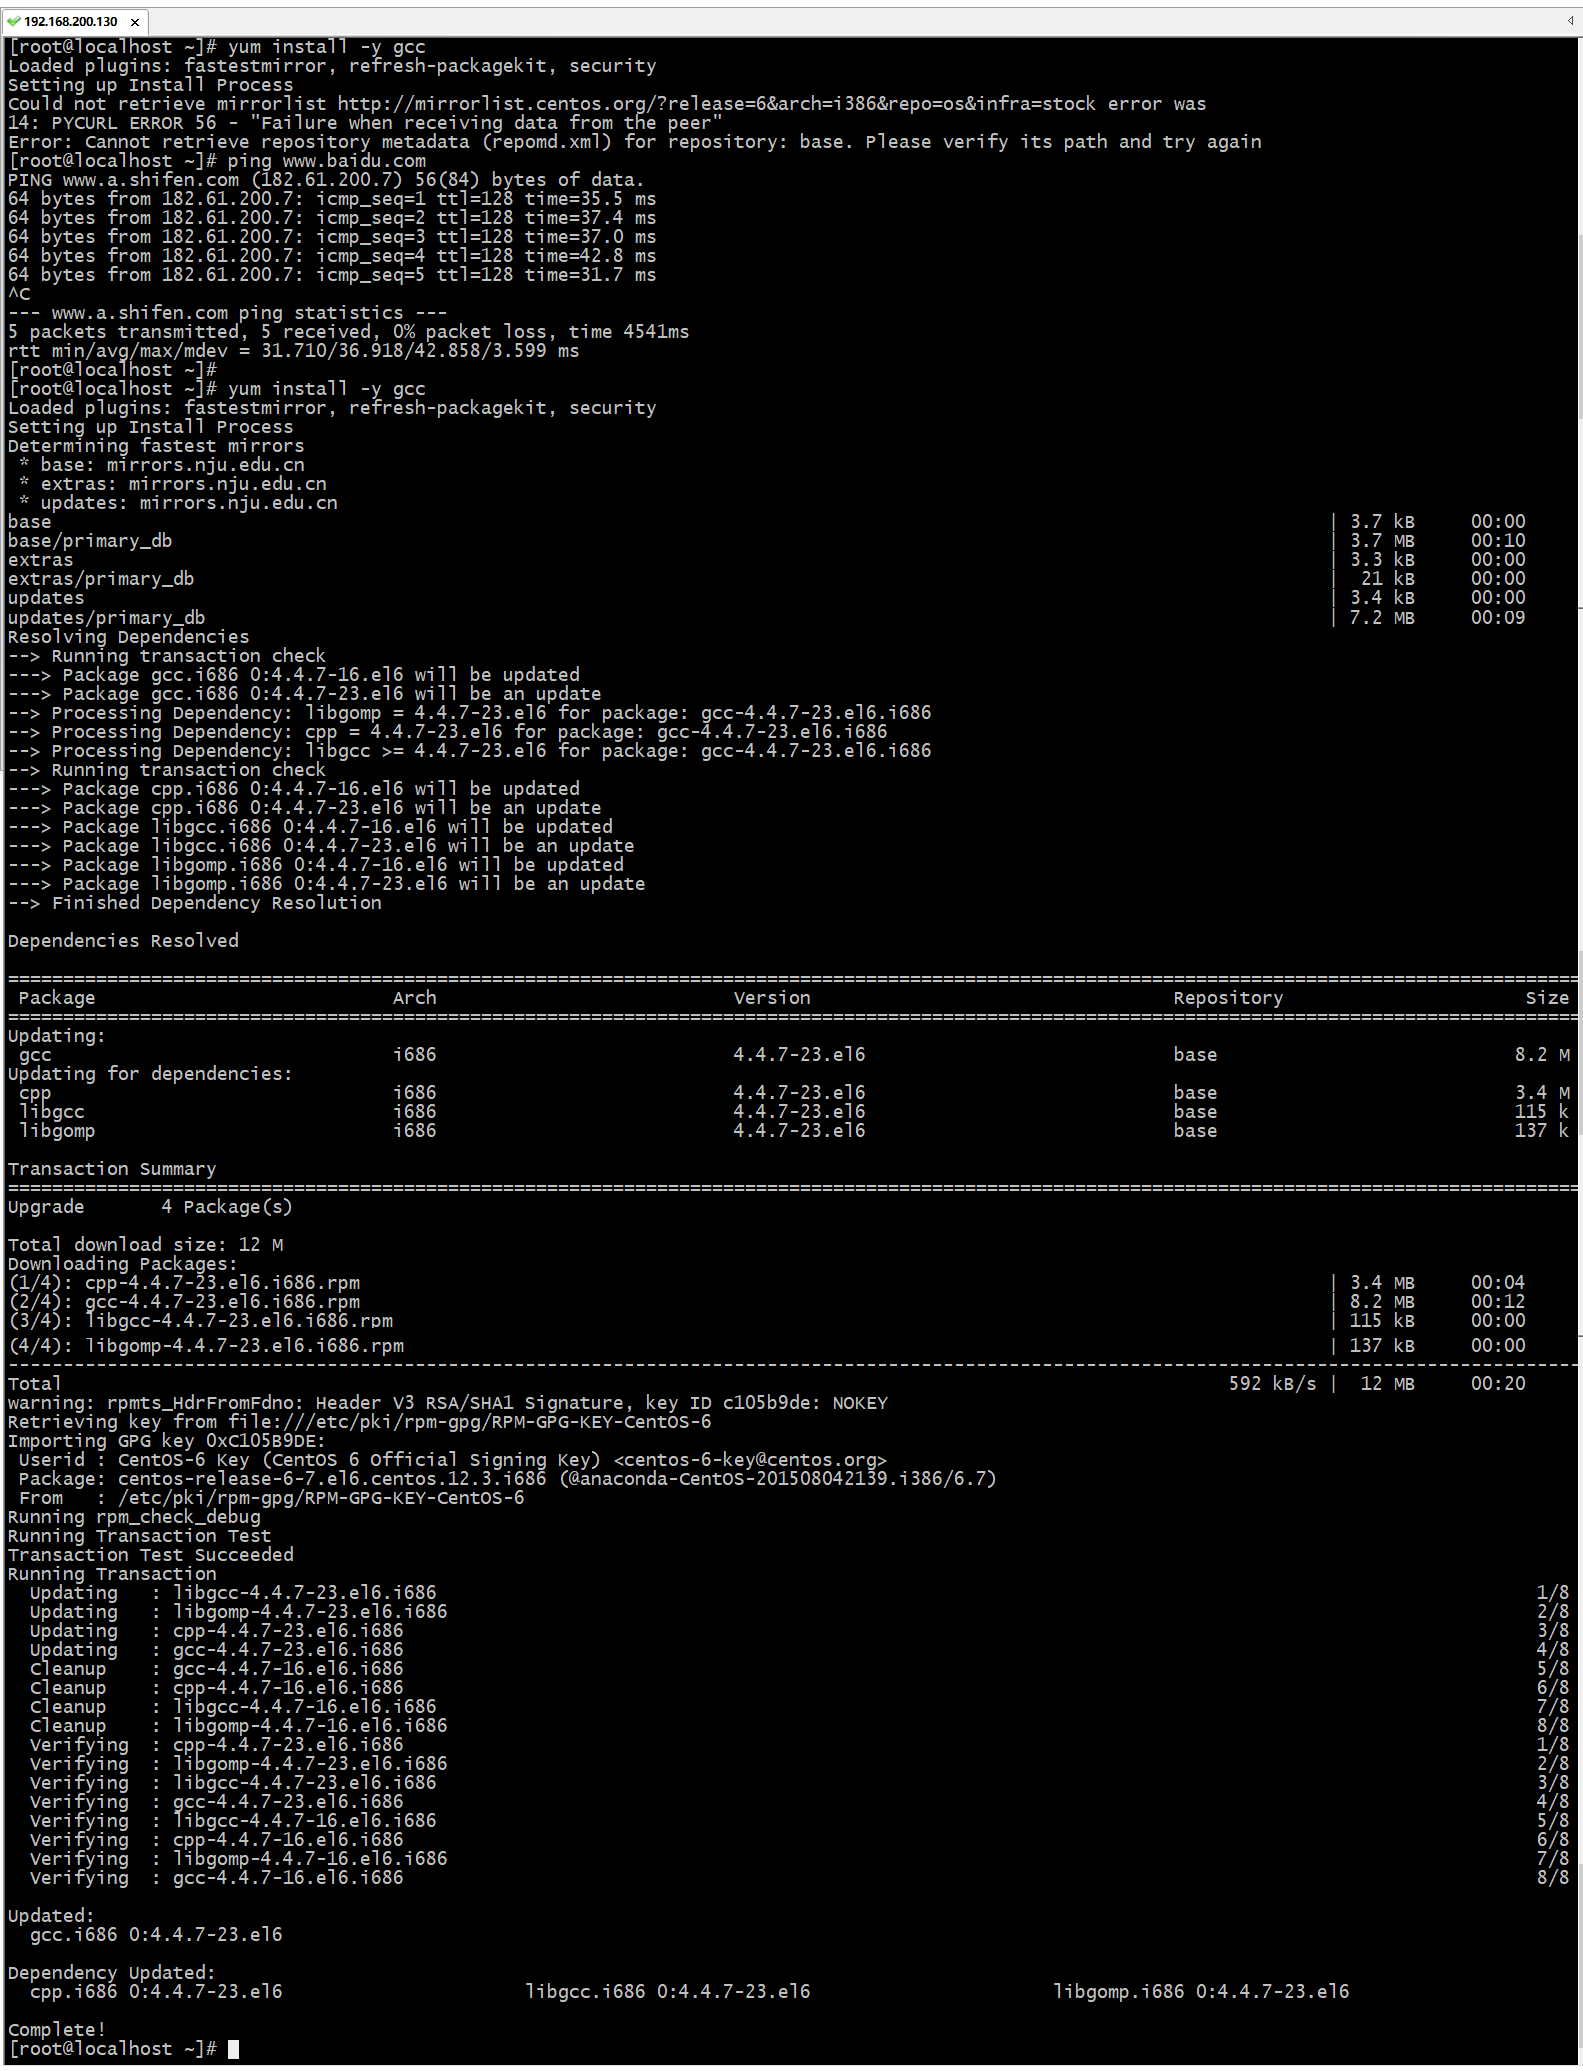 192.168.200.130 ×
[root@localhost ~]# yum install -y gcc
Loaded plugins: fastestmirror, refresh-packagekit, security
Setting up Install Process
Could not retrieve mirrorlist http://mirrorlist.centos.org/?release=6&arch=i386&repo=os&infra=stock error was
14: PYCURL ERROR 56 - "Failure when receiving data from the peer"
Error: Cannot retrieve repository metadata (repomd.xml) for repository: base. Please verify its path and try again
[root@localhost ~]# ping www.baidu.com
PING www.a.shifen.com (182.61.200.7) 56(84) bytes of data.
64 bytes from 182.61.200.7: icmp_seq=1 ttl=128 time=35.5 ms
64 bytes from 182.61.200.7: icmp_seq=2 ttl=128 time=37.4 ms
64 bytes from 182.61.200.7: icmp_seq=3 ttl=128 time=37.0 ms
64 bytes from 182.61.200.7: icmp_seq=4 ttl=128 time=42.8 ms
64 bytes from 182.61.200.7: icmp_seq=5 ttl=128 time=31.7 ms
^C
--- www.a.shifen.com ping statistics ---
5 packets transmitted, 5 received, 0% packet loss, time 4541ms
rtt min/avg/max/mdev = 31.710/36.918/42.858/3.599 ms
[root@localhost ~]#
[root@localhost ~]# yum install -y gcc
Loaded plugins: fastestmirror, refresh-packagekit, security
Setting up Install Process
Determining fastest mirrors
 * base: mirrors.nju.edu.cn
 * extras: mirrors.nju.edu.cn
 * updates: mirrors.nju.edu.cn
base | 3.7 kB 00:00
base/primary_db | 3.7 MB 00:10
extras | 3.3 kB 00:00
extras/primary_db | 21 kB 00:00
updates | 3.4 kB 00:00
updates/primary_db | 7.2 MB 00:09
Resolving Dependencies
--> Running transaction check
---> Package gcc.i686 0:4.4.7-16.el6 will be updated
---> Package gcc.i686 0:4.4.7-23.el6 will be an update
--> Processing Dependency: libgomp = 4.4.7-23.el6 for package: gcc-4.4.7-23.el6.i686
--> Processing Dependency: cpp = 4.4.7-23.el6 for package: gcc-4.4.7-23.el6.i686
--> Processing Dependency: libgcc >= 4.4.7-23.el6 for package: gcc-4.4.7-23.el6.i686
--> Running transaction check
---> Package cpp.i686 0:4.4.7-16.el6 will be updated
---> Package cpp.i686 0:4.4.7-23.el6 will be an update
---> Package libgcc.i686 0:4.4.7-16.el6 will be updated
---> Package libgcc.i686 0:4.4.7-23.el6 will be an update
---> Package libgomp.i686 0:4.4.7-16.el6 will be updated
---> Package libgomp.i686 0:4.4.7-23.el6 will be an update
--> Finished Dependency Resolution
Dependencies Resolved
================================================================================
 Package Arch Version Repository Size
================================================================================
Updating:
 gcc i686 4.4.7-23.el6 base 8.2 M
Updating for dependencies:
 cpp i686 4.4.7-23.el6 base 3.4 M
 libgcc i686 4.4.7-23.el6 base 115 k
 libgomp i686 4.4.7-23.el6 base 137 k
Transaction Summary
================================================================================
Upgrade 4 Package(s)
Total download size: 12 M
Downloading Packages:
(1/4): cpp-4.4.7-23.el6.i686.rpm | 3.4 MB 00:04
(2/4): gcc-4.4.7-23.el6.i686.rpm | 8.2 MB 00:12
(3/4): libgcc-4.4.7-23.el6.i686.rpm | 115 kB 00:00
(4/4): libgomp-4.4.7-23.el6.i686.rpm | 137 kB 00:00
--------------------------------------------------------------------------------
Total 592 kB/s | 12 MB 00:20
warning: rpmts_HdrFromFdno: Header V3 RSA/SHA1 Signature, key ID c105b9de: NOKEY
Retrieving key from file:///etc/pki/rpm-gpg/RPM-GPG-KEY-CentOS-6
Importing GPG key 0xC105B9DE:
 Userid : CentOS-6 Key (CentOS 6 Official Signing Key) <centos-6-key@centos.org>
 Package: centos-release-6-7.el6.centos.12.3.i686 (@anaconda-CentOS-201508042139.i386/6.7)
 From : /etc/pki/rpm-gpg/RPM-GPG-KEY-CentOS-6
Running rpm_check_debug
Running Transaction Test
Transaction Test Succeeded
Running Transaction
 Updating : libgcc-4.4.7-23.el6.i686 1/8
 Updating : libgomp-4.4.7-23.el6.i686 2/8
 Updating : cpp-4.4.7-23.el6.i686 3/8
 Updating : gcc-4.4.7-23.el6.i686 4/8
 Cleanup : gcc-4.4.7-16.el6.i686 5/8
 Cleanup : cpp-4.4.7-16.el6.i686 6/8
 Cleanup : libgcc-4.4.7-16.el6.i686 7/8
 Cleanup : libgomp-4.4.7-16.el6.i686 8/8
 Verifying : cpp-4.4.7-23.el6.i686 1/8
 Verifying : libgomp-4.4.7-23.el6.i686 2/8
 Verifying : libgcc-4.4.7-23.el6.i686 3/8
 Verifying : gcc-4.4.7-23.el6.i686 4/8
 Verifying : libgcc-4.4.7-16.el6.i686 5/8
 Verifying : cpp-4.4.7-16.el6.i686 6/8
 Verifying : libgomp-4.4.7-16.el6.i686 7/8
 Verifying : gcc-4.4.7-16.el6.i686 8/8
Updated:
 gcc.i686 0:4.4.7-23.el6
Dependency Updated:
 cpp.i686 0:4.4.7-23.el6 libgcc.i686 0:4.4.7-23.el6 libgomp.i686 0:4.4.7-23.el6
Complete!
[root@localhost ~]#